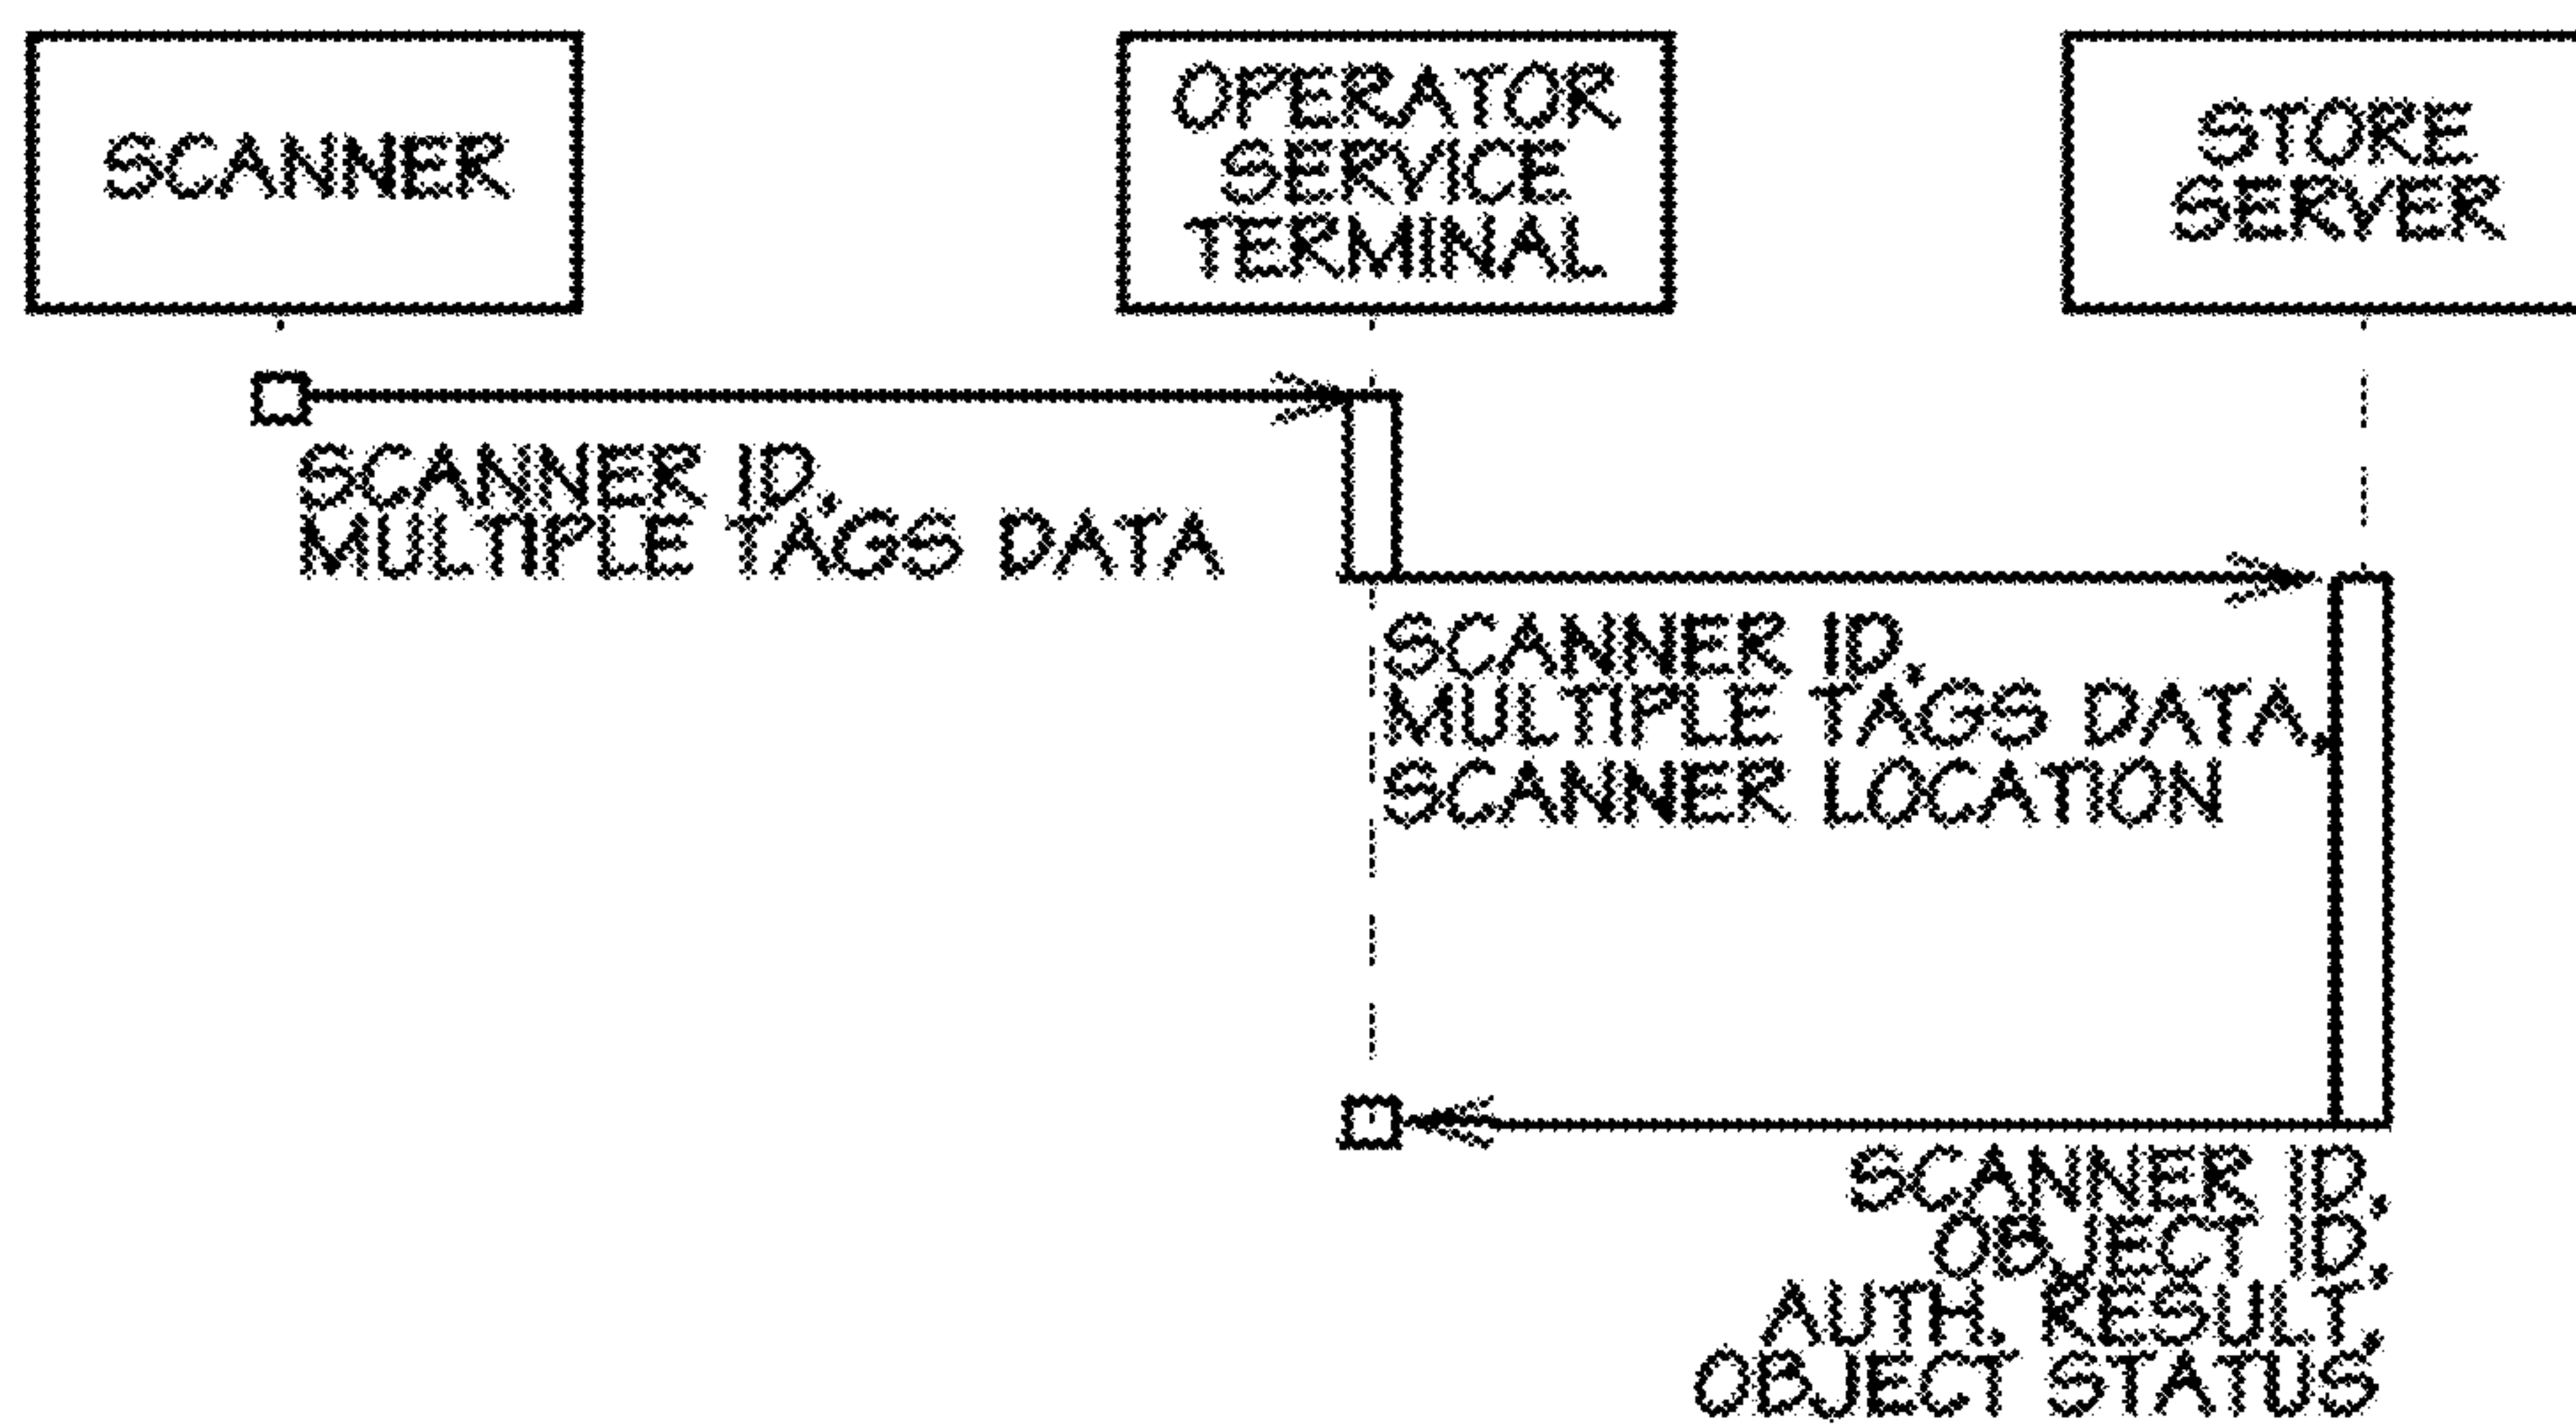 SCANNER
OPERATOR
SERVICE
TERMINAL
STORE
SERVER
SCANNER ID,
MULTIPLE TAGS DATA
SCANNER ID,
MULTIPLE TAGS DATA,
SCANNER LOCATION
SCANNER ID,
OBJECT ID,
AUTH. RESULT,
OBJECT STATUS